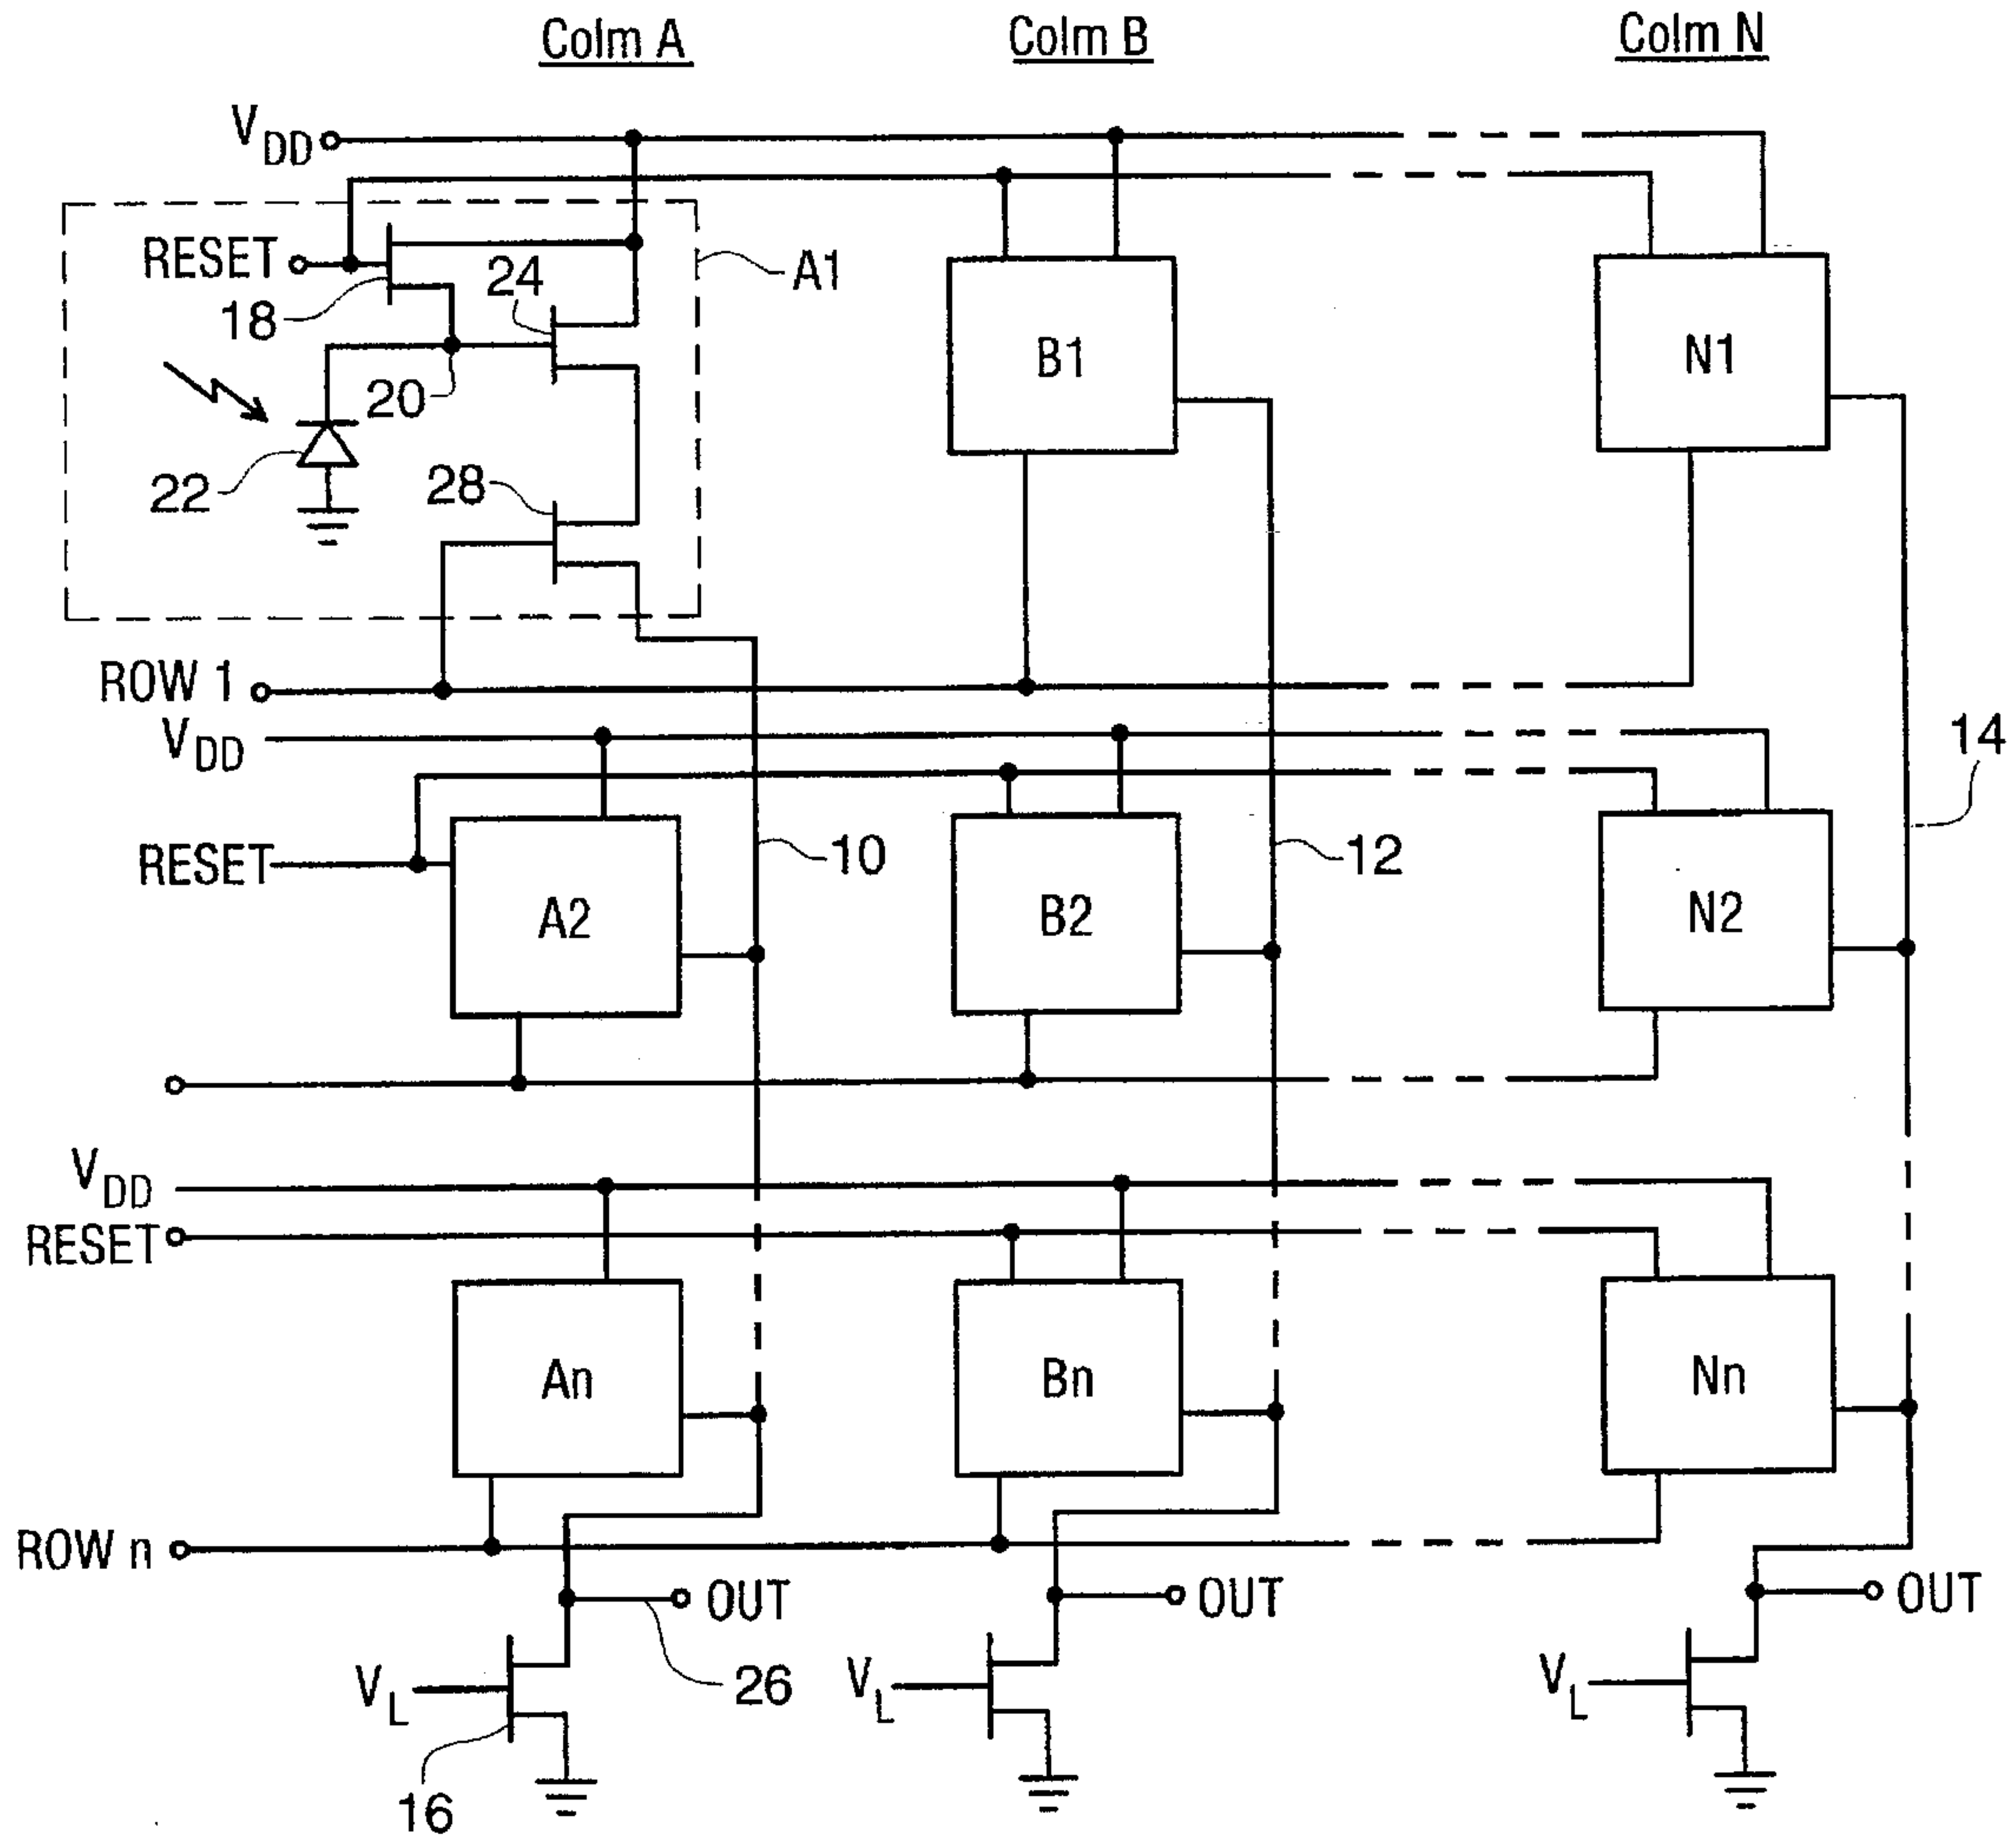 Colm A
Colm B
Colm N
VDD
RESET
18
24
A1
20
22
28
B1
N1
ROW 1
VDD
14
RESET
10
12
A2
B2
N2
VDD
RESET
An
Bn
Nn
ROW n
OUT
OUT
OUT
VL
26
VL
VL
16